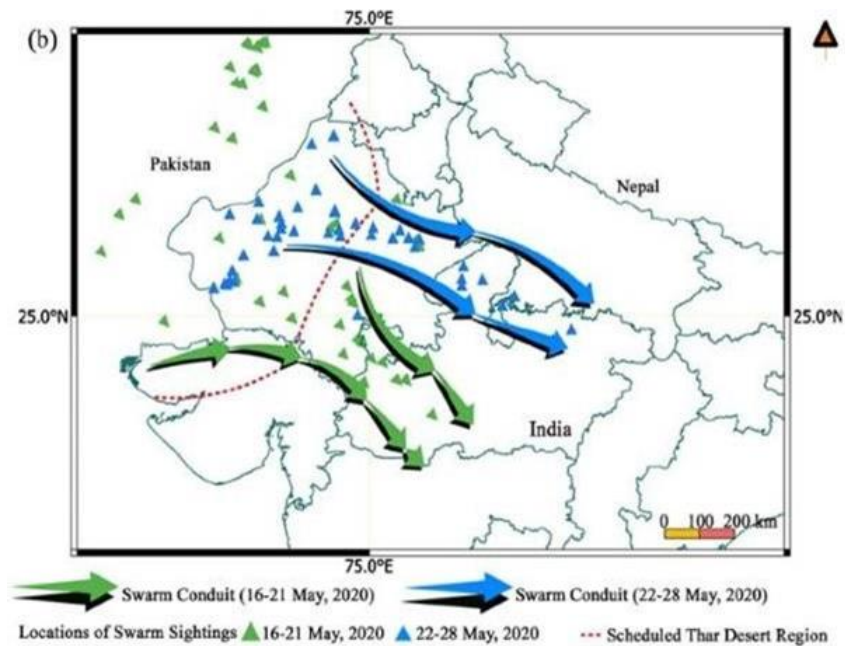 (b)
75.0°E
Pakistan
Nepal
25.0°N
25.0°N
India
0 100 200 km
75.0°E
Swarm Conduit (16-21 May, 2020) Swarm Conduit (22-28 May, 2020)
Locations of Swarm Sightings 16-21 May, 2020 22-28 May, 2020 Scheduled Thar Desert Region